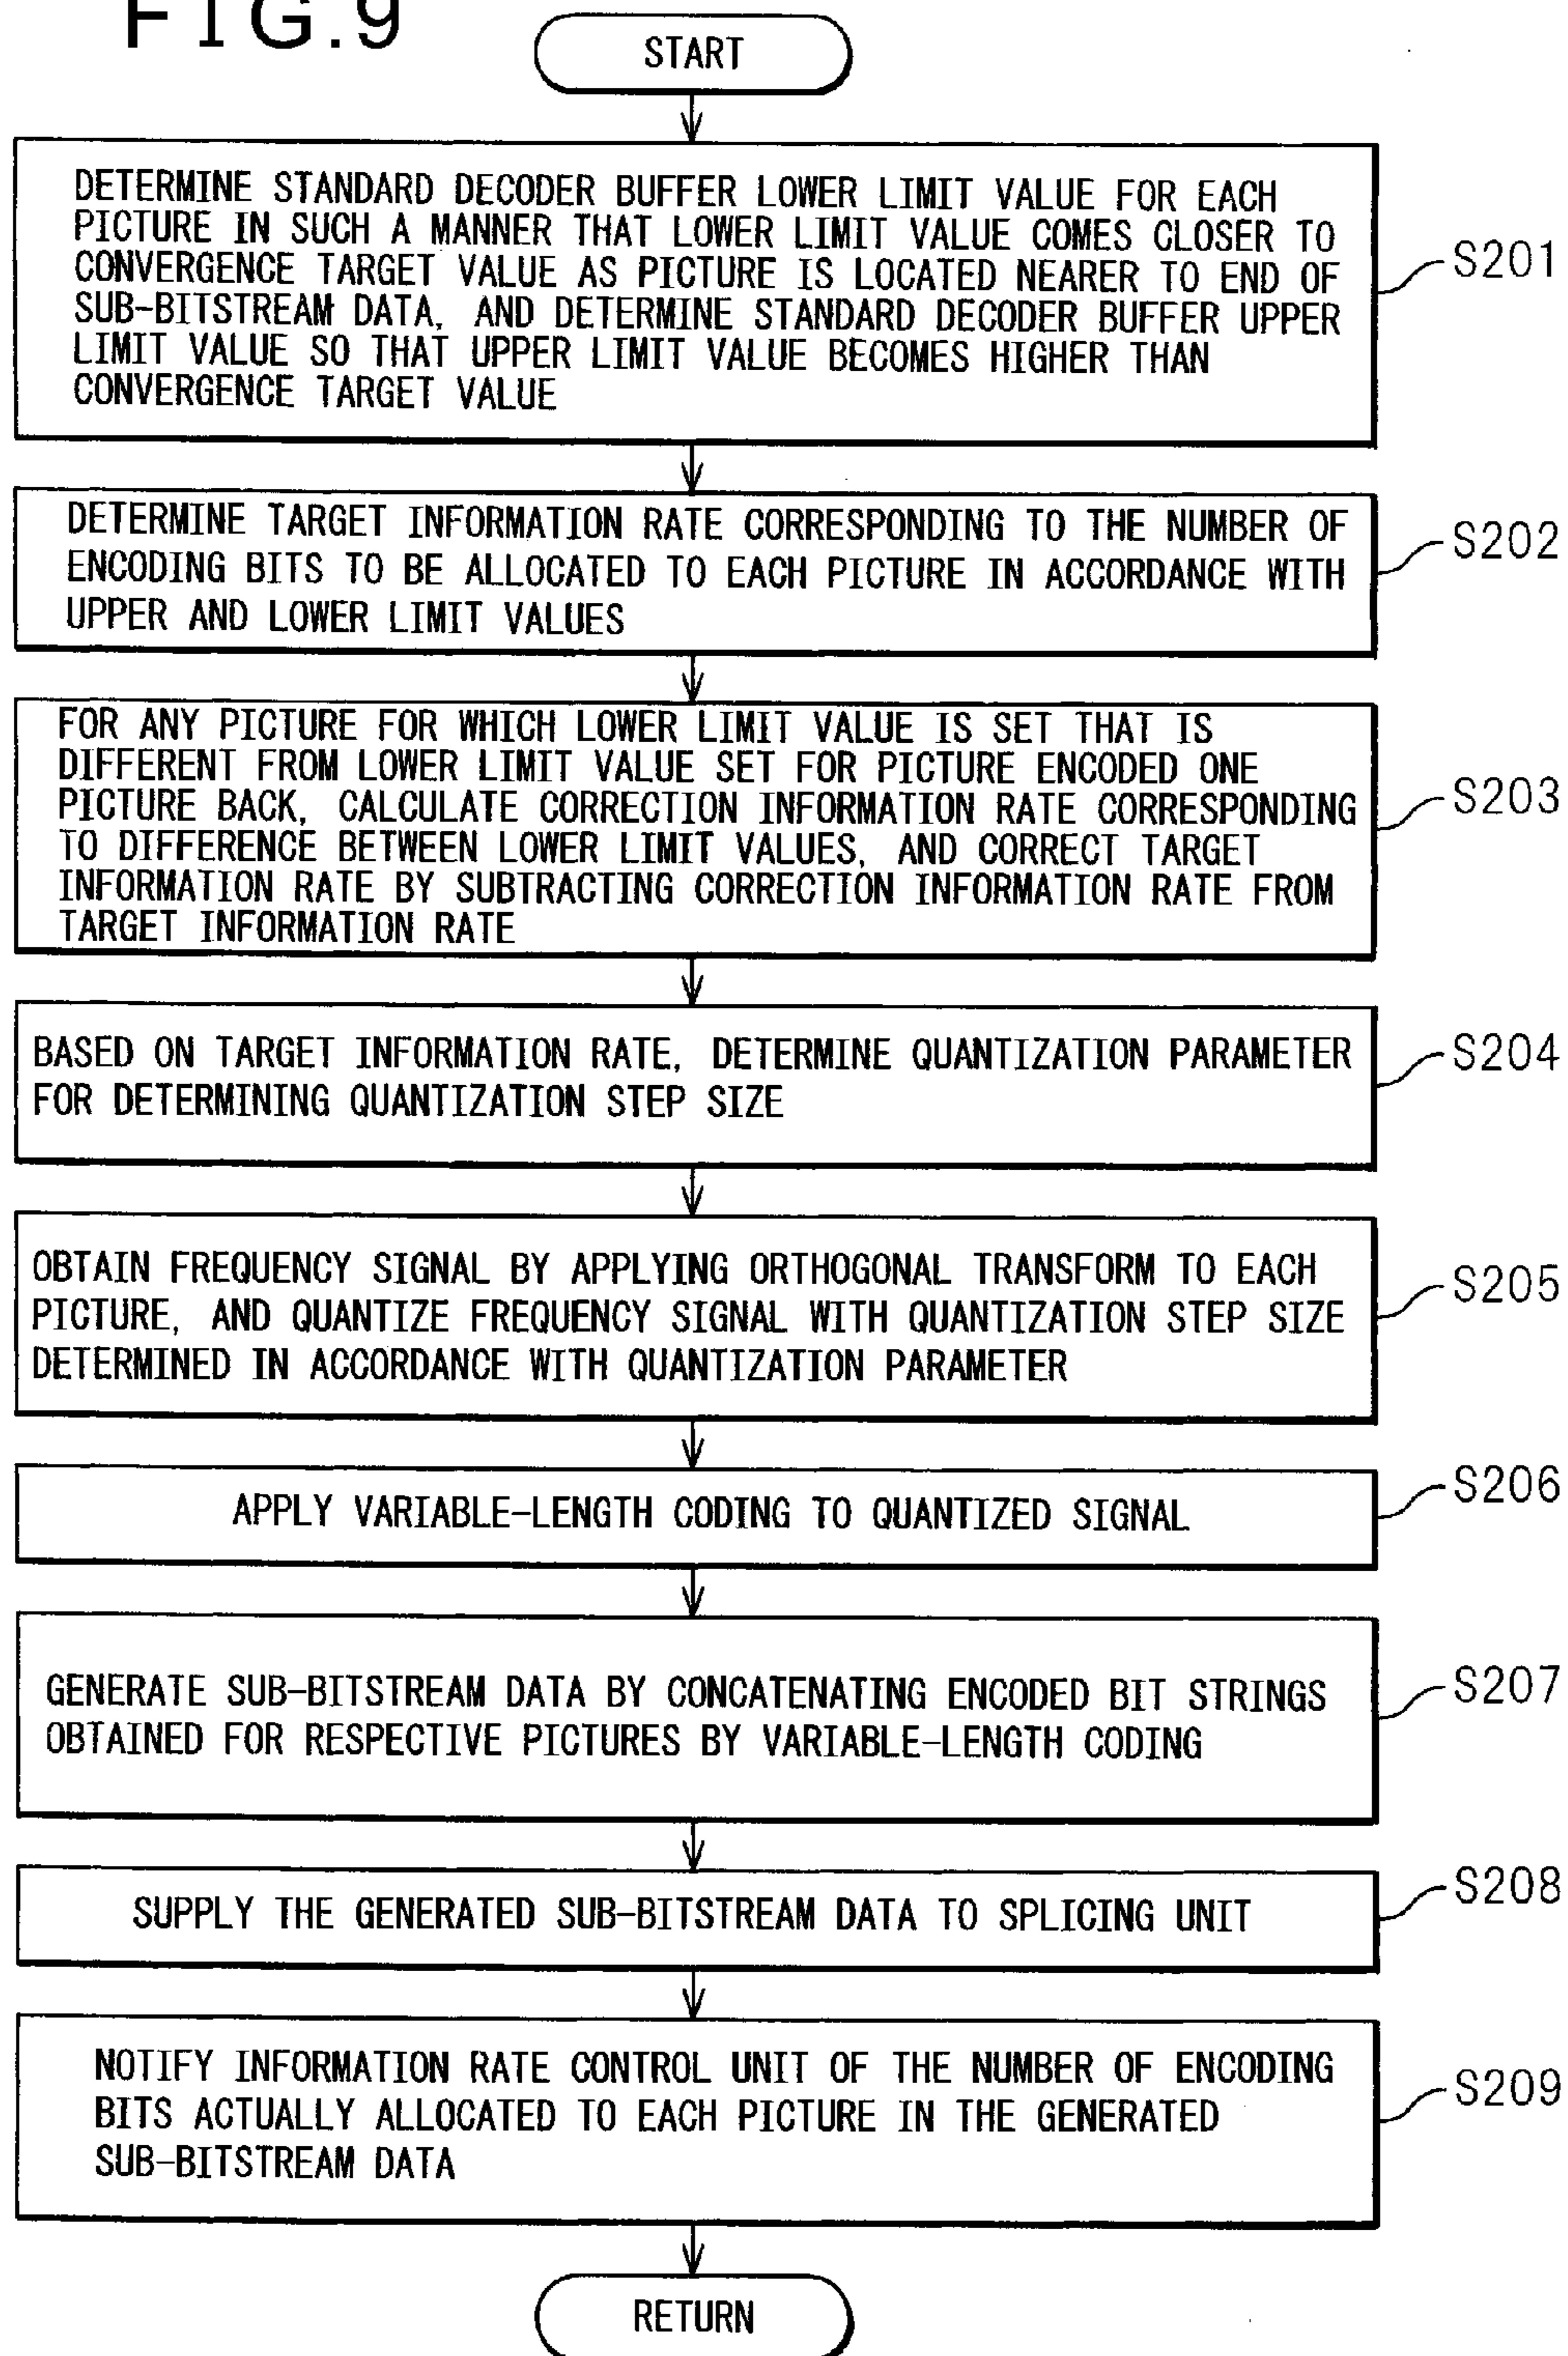 FIG.9
START
DETERMINE STANDARD DECODER BUFFER LOWER LIMIT VALUE FOR EACH
PICTURE IN SUCH A MANNER THAT LOWER LIMIT VALUE COMES CLOSER TO
CONVERGENCE TARGET VALUE AS PICTURE IS LOCATED NEARER TO END OF
SUB-BITSTREAM DATA, AND DETERMINE STANDARD DECODER BUFFER UPPER
LIMIT VALUE SO THAT UPPER LIMIT VALUE BECOMES HIGHER THAN
CONVERGENCE TARGET VALUE
S201
DETERMINE TARGET INFORMATION RATE CORRESPONDING TO THE NUMBER OF
ENCODING BITS TO BE ALLOCATED TO EACH PICTURE IN ACCORDANCE WITH
UPPER AND LOWER LIMIT VALUES
S202
FOR ANY PICTURE FOR WHICH LOWER LIMIT VALUE IS SET THAT IS
DIFFERENT FROM LOWER LIMIT VALUE SET FOR PICTURE ENCODED ONE
PICTURE BACK, CALCULATE CORRECTION INFORMATION RATE CORRESPONDING
TO DIFFERENCE BETWEEN LOWER LIMIT VALUES, AND CORRECT TARGET
INFORMATION RATE BY SUBTRACTING CORRECTION INFORMATION RATE FROM
TARGET INFORMATION RATE
S203
BASED ON TARGET INFORMATION RATE, DETERMINE QUANTIZATION PARAMETER
FOR DETERMINING QUANTIZATION STEP SIZE
S204
OBTAIN FREQUENCY SIGNAL BY APPLYING ORTHOGONAL TRANSFORM TO EACH
PICTURE, AND QUANTIZE FREQUENCY SIGNAL WITH QUANTIZATION STEP SIZE
DETERMINED IN ACCORDANCE WITH QUANTIZATION PARAMETER
S205
APPLY VARIABLE-LENGTH CODING TO QUANTIZED SIGNAL
S206
GENERATE SUB-BITSTREAM DATA BY CONCATENATING ENCODED BIT STRINGS
OBTAINED FOR RESPECTIVE PICTURES BY VARIABLE-LENGTH CODING
S207
SUPPLY THE GENERATED SUB-BITSTREAM DATA TO SPLICING UNIT
S208
NOTIFY INFORMATION RATE CONTROL UNIT OF THE NUMBER OF ENCODING
BITS ACTUALLY ALLOCATED TO EACH PICTURE IN THE GENERATED
SUB-BITSTREAM DATA
S209
RETURN